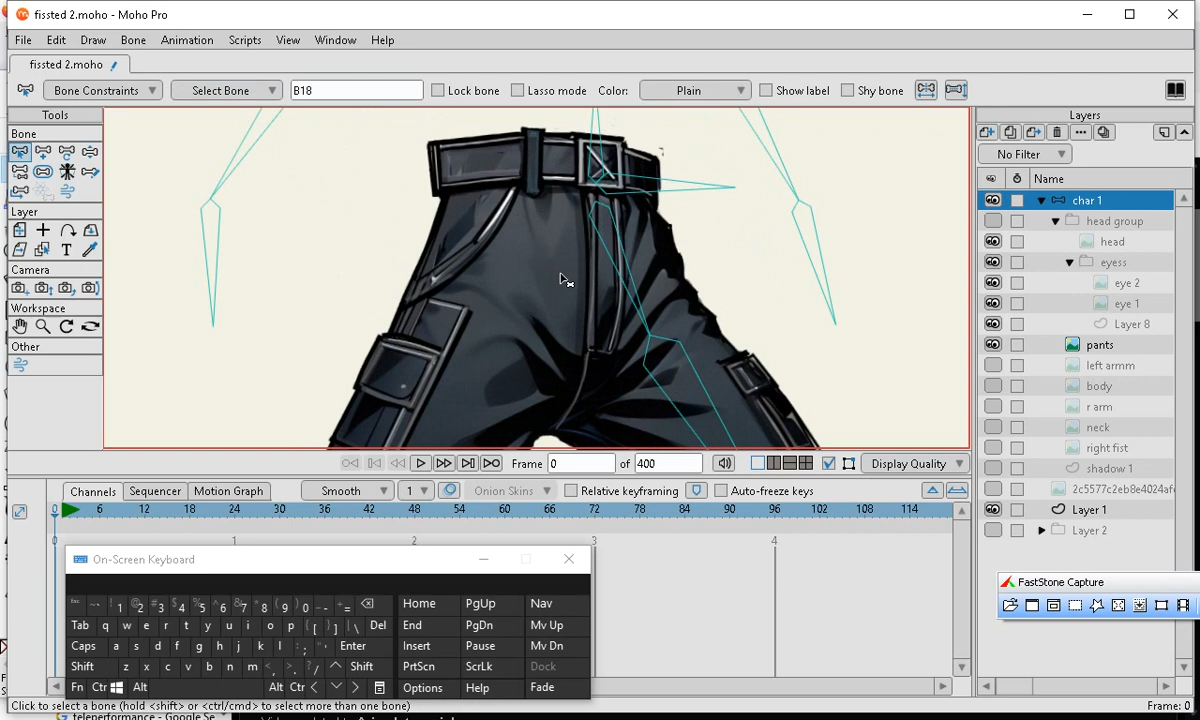 fissted 2.moho - Moho Pro
File Edit Draw Bone Animation Scripts View Window Help
fissted 2.moho
Bone Constraints Select Bone B18 Lock bone Lasso mode Color: Plain Show label Shy bone
Tools
Bone
Layer
Camera
Workspace
Other
Layers
No Filter
Name
char 1
head group
head
eyess
eye 2
eye 1
Layer 8
pants
left armm
body
r arm
neck
right fist
shadow 1
2c5577c2eb8e4024af
Layer 1
Layer 2
Frame 0 of 400 Display Quality
Channels Sequencer Motion Graph Smooth 1 Onion Skins Relative keyframing Auto-freeze keys
0 6 12 18 24 30 36 42 48 54 60 66 72 78 84 90 96 102 108 114
0 1 2 3 4
On-Screen Keyboard
Esc ~` !1 @2 #3 $4 %5 ^6 &7 *8 (9 )0 _- += Home PgUp Nav
Tab q w e r t y u i o p {[ }] |\ Del End PgDn Mv Up
Caps a s d f g h j k l :; "' Enter Insert Pause Mv Dn
Shift z x c v b n m <, >. ?/ Shift PrtScn ScrLk Dock
Fn Ctr Alt Alt Ctr Options Help Fade
FastStone Capture
Click to select a bone (hold <shift> or <ctrl/cmd> to select more than one bone) Frame: 0
teleperformance - Google Se